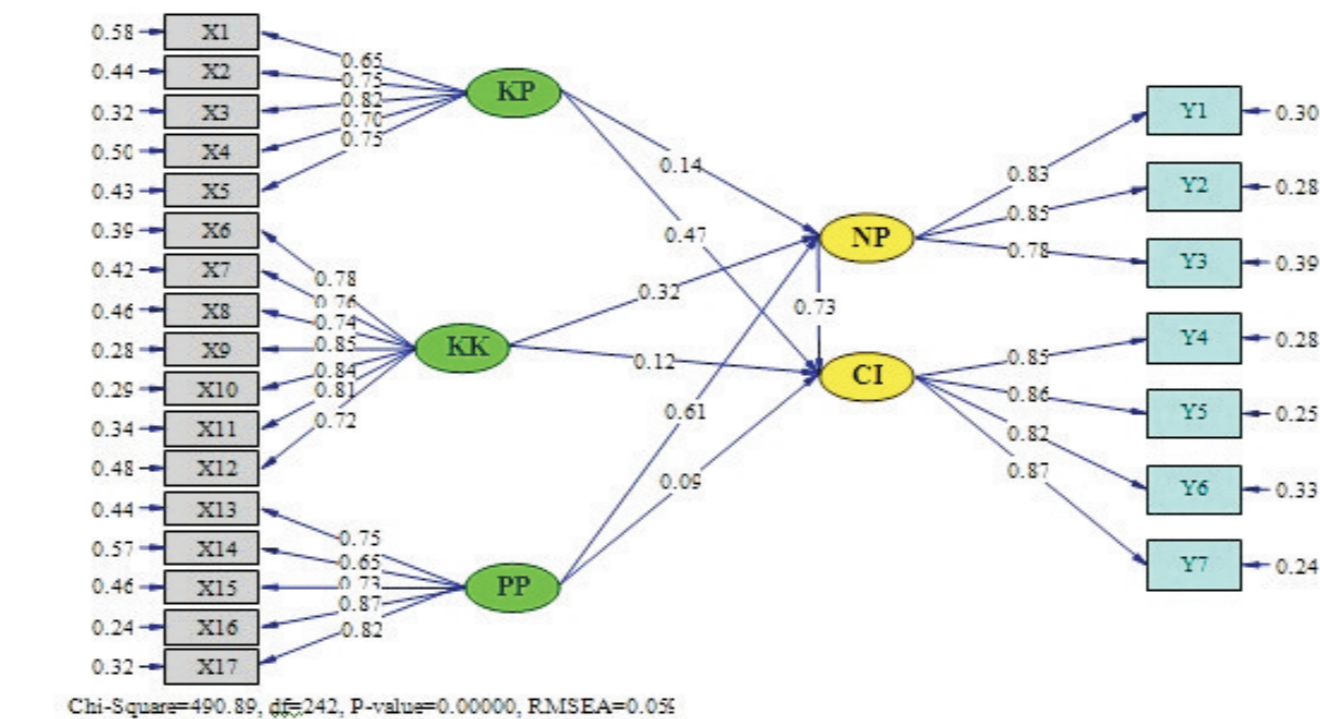 0.58 X1 0.65
0.44 X2 0.75
0.32 X3 0.82
0.50 X4 0.70
0.43 X5 0.75
KP
0.39 X6 0.78
0.42 X7 0.76
0.46 X8 0.74
0.28 X9 0.85
0.29 X10 0.84
0.34 X11 0.81
0.48 X12 0.72
KK
0.44 X13 0.75
0.57 X14 0.65
0.46 X15 0.73
0.24 X16 0.87
0.32 X17 0.82
PP
0.14
0.47
0.32
0.12
0.61
0.09
NP
0.73
CI
0.83 Y1 0.30
0.85 Y2 0.28
0.78 Y3 0.39
0.85 Y4 0.28
0.86 Y5 0.25
0.82 Y6 0.33
0.87 Y7 0.24
Chi-Square=490.89, df=242, P-value=0.00000,